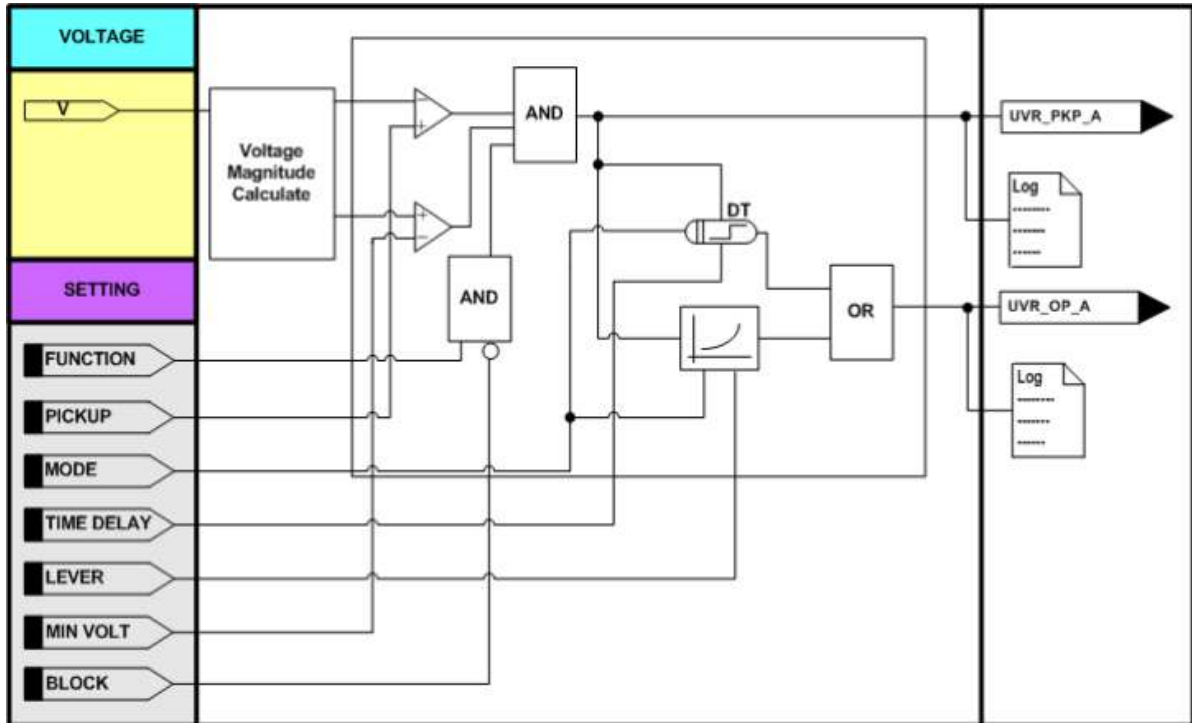 VOLTAGE
V
SETTING
FUNCTION
PICKUP
MODE
TIME DELAY
LEVER
MIN VOLT
BLOCK
Voltage
Magnitude
Calculate
−
+
+
−
AND
AND
DT
OR
UVR_PKP_A
Log
UVR_OP_A
Log